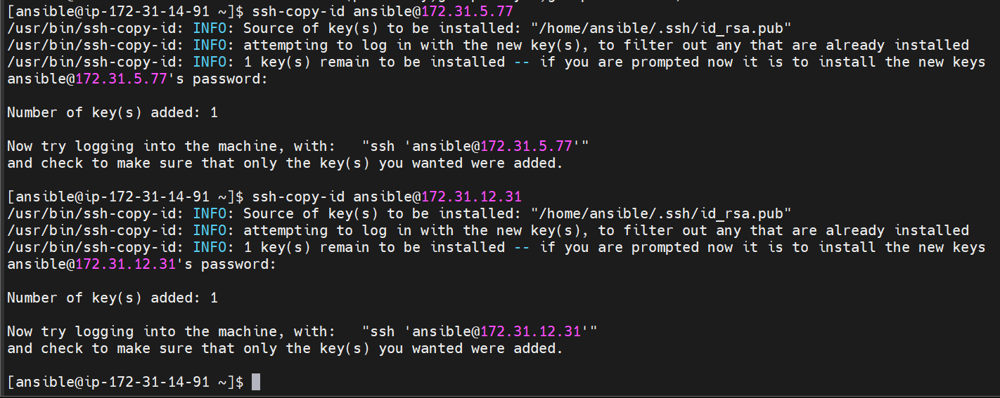 [ansible@ip-172-31-14-91 ~]$ ssh-copy-id ansible@172.31.5.77
/usr/bin/ssh-copy-id: INFO: Source of key(s) to be installed: "/home/ansible/.ssh/id_rsa.pub"
/usr/bin/ssh-copy-id: INFO: attempting to log in with the new key(s), to filter out any that are already installed
/usr/bin/ssh-copy-id: INFO: 1 key(s) remain to be installed -- if you are prompted now it is to install the new keys
ansible@172.31.5.77's password:
Number of key(s) added: 1
Now try logging into the machine, with:   "ssh 'ansible@172.31.5.77'"
and check to make sure that only the key(s) you wanted were added.
[ansible@ip-172-31-14-91 ~]$ ssh-copy-id ansible@172.31.12.31
/usr/bin/ssh-copy-id: INFO: Source of key(s) to be installed: "/home/ansible/.ssh/id_rsa.pub"
/usr/bin/ssh-copy-id: INFO: attempting to log in with the new key(s), to filter out any that are already installed
/usr/bin/ssh-copy-id: INFO: 1 key(s) remain to be installed -- if you are prompted now it is to install the new keys
ansible@172.31.12.31's password:
Number of key(s) added: 1
Now try logging into the machine, with:   "ssh 'ansible@172.31.12.31'"
and check to make sure that only the key(s) you wanted were added.
[ansible@ip-172-31-14-91 ~]$